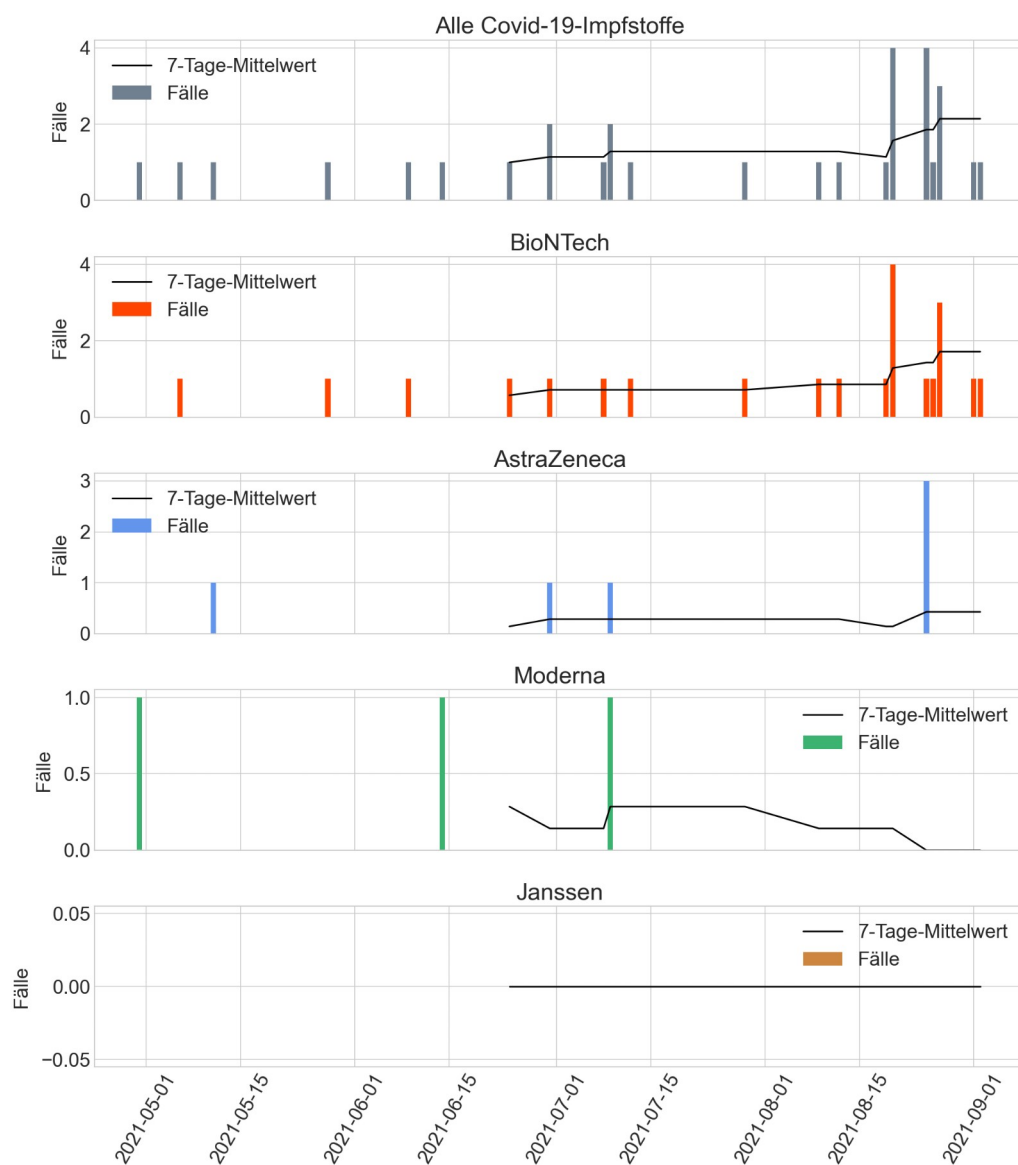 Alle Covid-19-Impfstoffe
4
2
0
Fälle
7-Tage-Mittelwert
Fälle
BioNTech
4
2
0
Fälle
7-Tage-Mittelwert
Fälle
AstraZeneca
3
2
1
0
Fälle
7-Tage-Mittelwert
Fälle
Moderna
1.0
0.5
0.0
Fälle
7-Tage-Mittelwert
Fälle
Janssen
0.05
0.00
−0.05
Fälle
7-Tage-Mittelwert
Fälle
2021-05-01
2021-05-15
2021-06-01
2021-06-15
2021-07-01
2021-07-15
2021-08-01
2021-08-15
2021-09-01